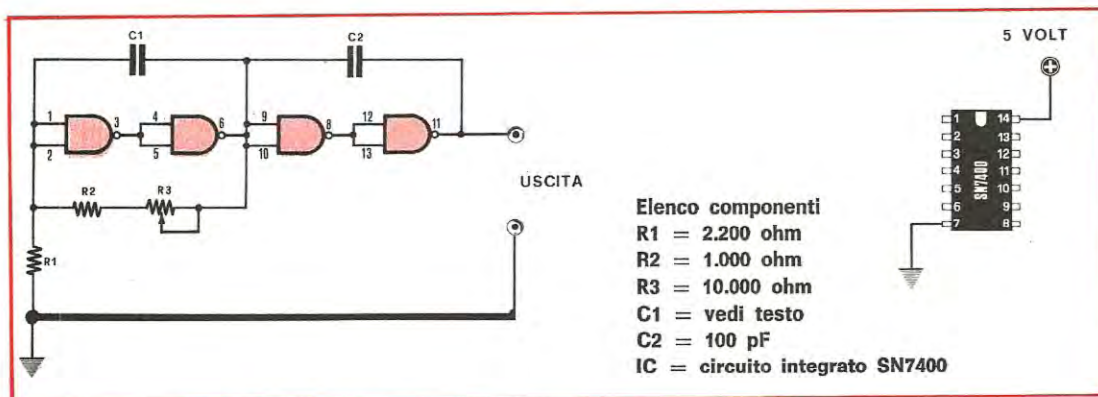 C1
C2
5 VOLT
1
2
3
4
5
6
9
10
8
12
13
11
R2
R3
R1
USCITA
Elenco componenti
R1 = 2.200 ohm
R2 = 1.000 ohm
R3 = 10.000 ohm
C1 = vedi testo
C2 = 100 pF
IC = circuito integrato SN7400
1 14
2 13
3 12
4 11
5 10
6 9
7 8
SN7400